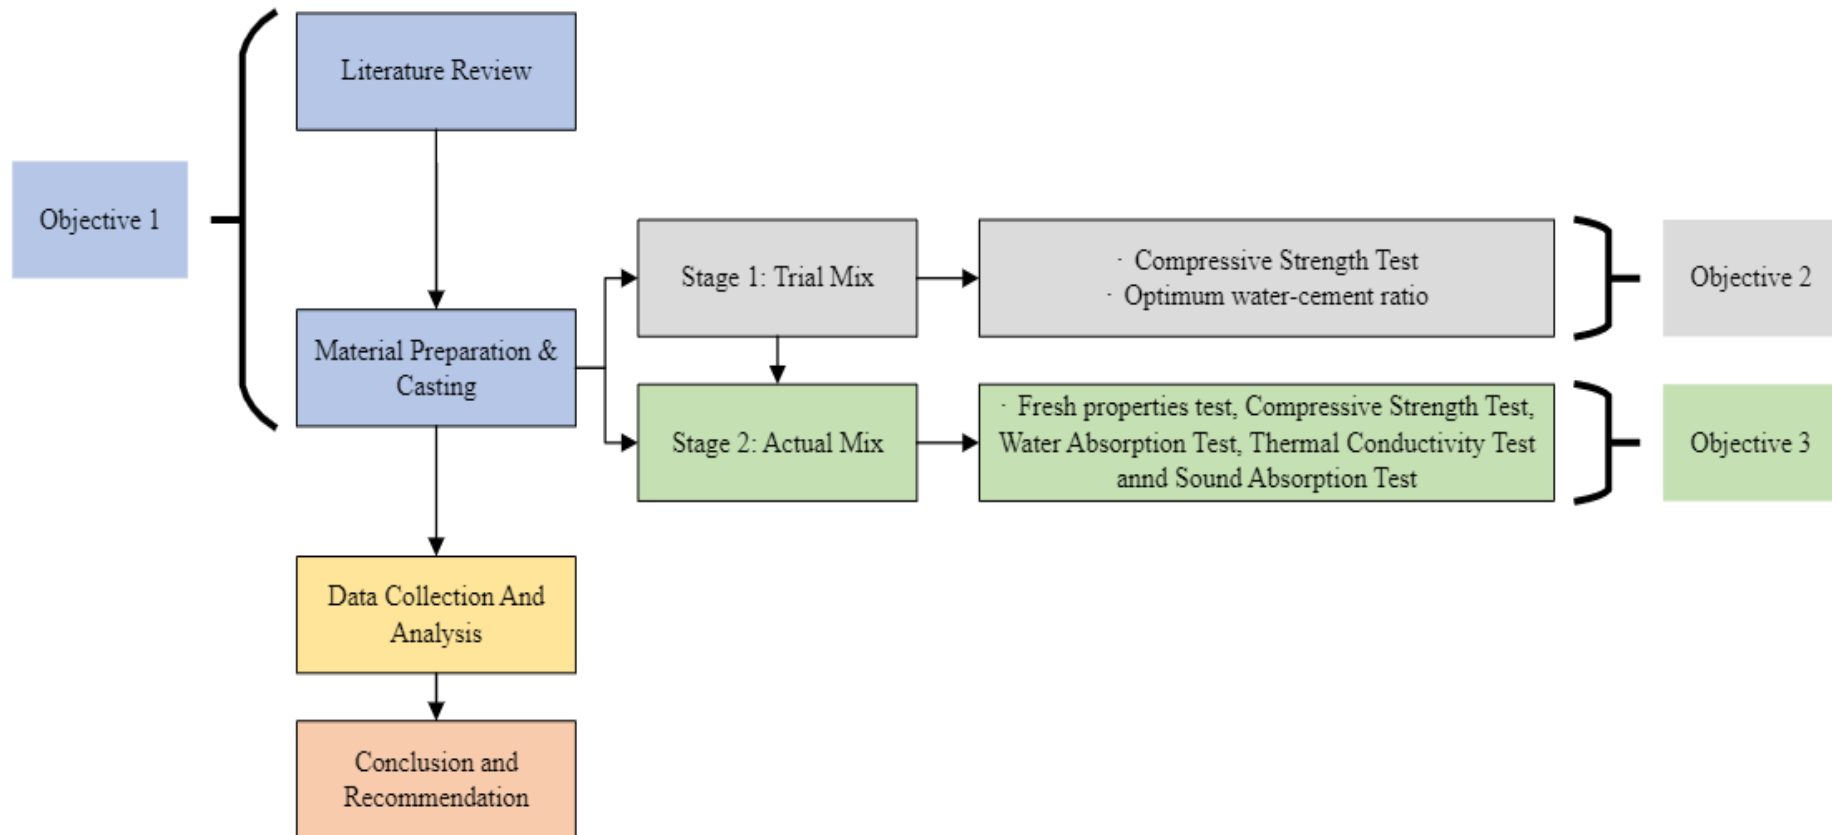 Literature Review
Objective 1
Material Preparation &
Casting
Stage 1: Trial Mix
· Compressive Strength Test
· Optimum water-cement ratio
Objective 2
Stage 2: Actual Mix
· Fresh properties test, Compressive Strength Test,
Water Absorption Test, Thermal Conductivity Test
annd Sound Absorption Test
Objective 3
Data Collection And
Analysis
Conclusion and
Recommendation